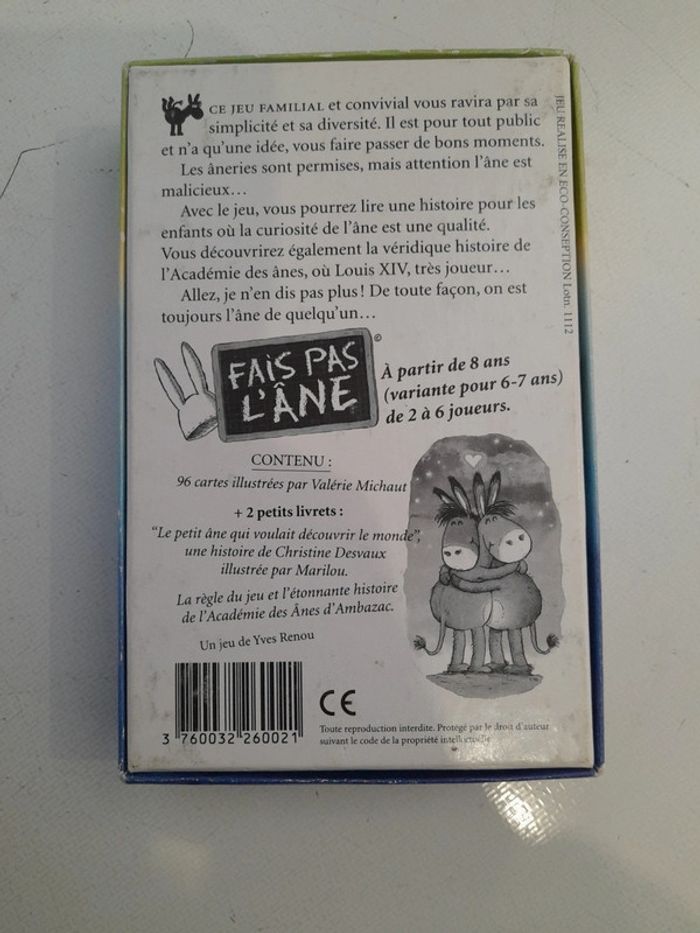 CE JEU FAMILIAL et convivial vous ravira par sa
simplicité et sa diversité. Il est pour tout public
et n'a qu'une idée, vous faire passer de bons moments.
Les âneries sont permises, mais attention l'âne est
malicieux...
Avec le jeu, vous pourrez lire une histoire pour les
enfants où la curiosité de l'âne est une qualité.
Vous découvrirez également la véridique histoire de
l'Académie des ânes, où Louis XIV, très joueur...
Allez, je n'en dis pas plus! De toute façon, on est
toujours l'âne de quelqu'un...
JEU REALISE EN ECO-CONSEPTION Lotn. 1112
FAIS PAS
L'ÂNE
©
À partir de 8 ans
(variante pour 6-7 ans)
de 2 à 6 joueurs.
CONTENU :
96 cartes illustrées par Valérie Michaut
+ 2 petits livrets :
"Le petit âne qui voulait découvrir le monde",
une histoire de Christine Desvaux
illustrée par Marilou.
La règle du jeu et l'étonnante histoire
de l'Académie des Ânes d'Ambazac.
Un jeu de Yves Renou
3 760032 260021
CE
Toute reproduction interdite. Protégé par le droit d'auteur
suivant le code de la propriété intellectuelle